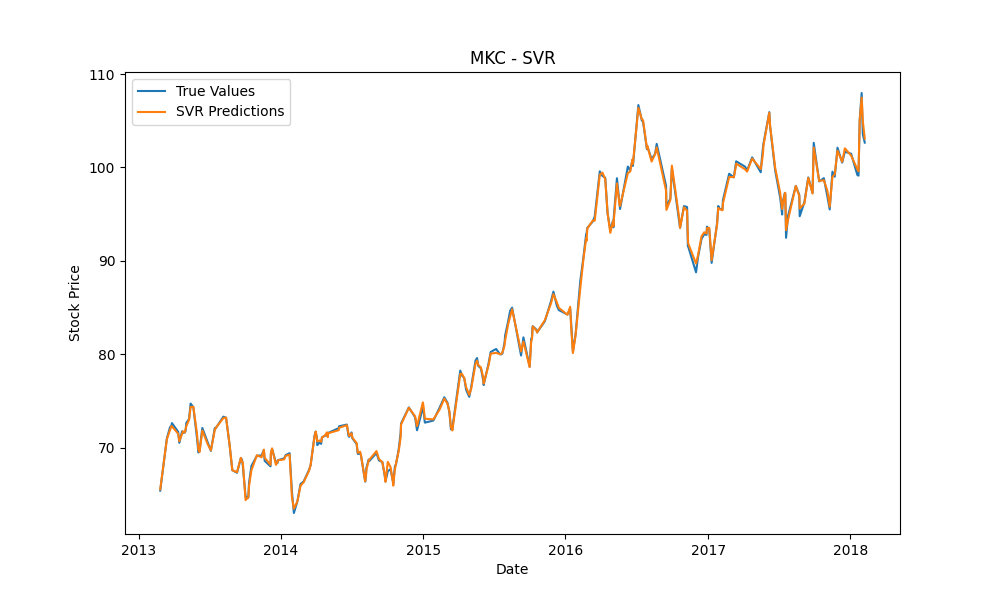 MKC - SVR
True Values
SVR Predictions
110
100
90
80
70
Stock Price
2013 2014 2015 2016 2017 2018
Date